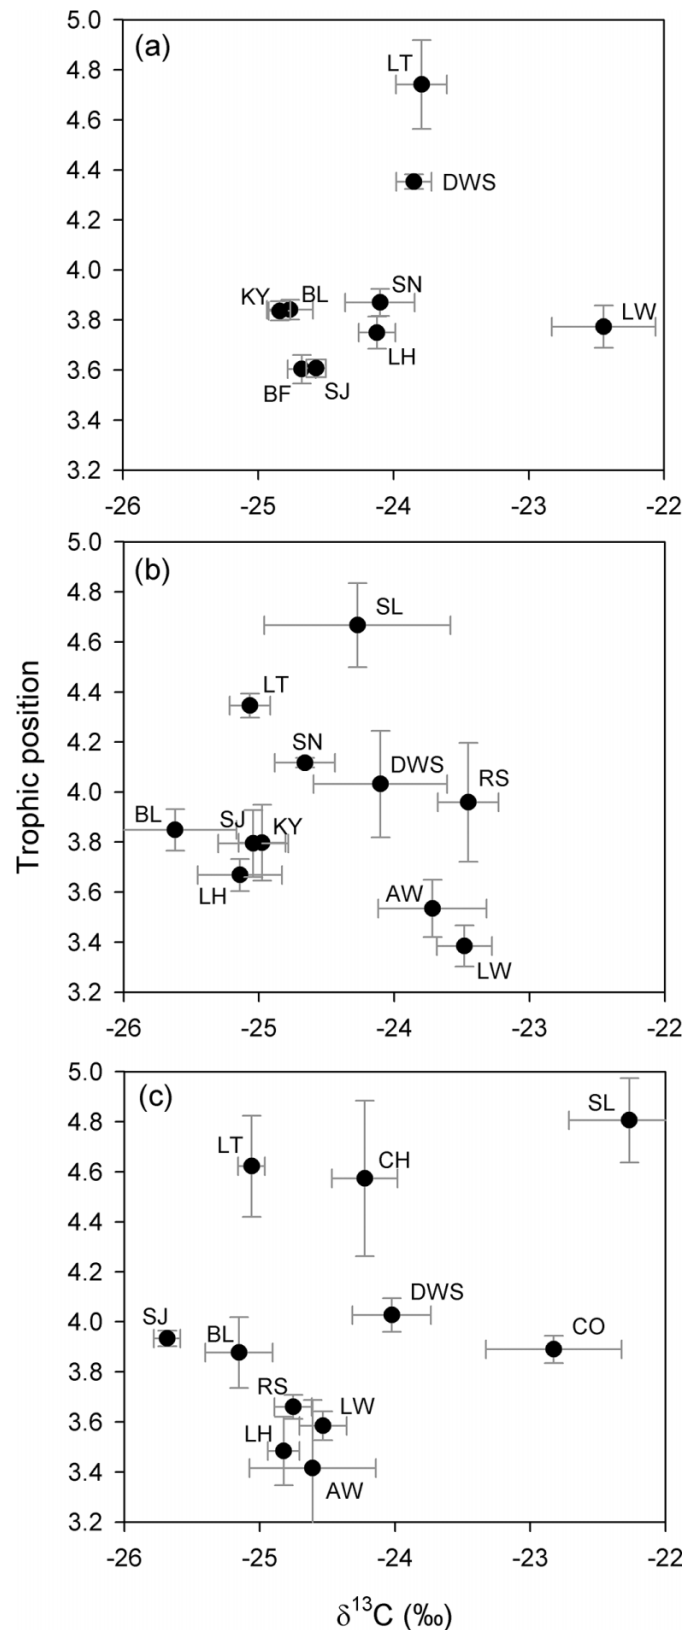 (a)
5.0
4.8
4.6
4.4
4.2
4.0
3.8
3.6
3.4
3.2
LT
DWS
KY
BL
SN
LW
LH
BF
SJ
-26
-25
-24
-23
-22
(b)
5.0
4.8
4.6
4.4
4.2
4.0
3.8
3.6
3.4
3.2
SL
LT
SN
DWS
RS
BL
SJ
KY
LH
AW
LW
-26
-25
-24
-23
-22
Trophic position
(c)
5.0
4.8
4.6
4.4
4.2
4.0
3.8
3.6
3.4
3.2
SL
LT
CH
DWS
SJ
BL
CO
RS
LW
LH
AW
-26
-25
-24
-23
-22
δ¹³C (‰)